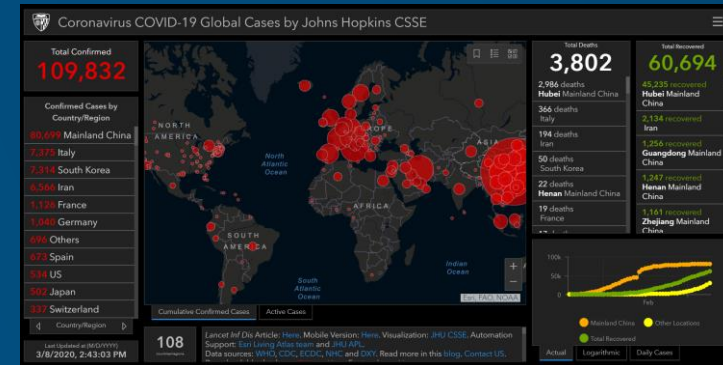 Coronavirus COVID-19 Global Cases by Johns Hopkins CSSE
Total Confirmed
109,832
Confirmed Cases by
Country/Region
80,699 Mainland China
7,375 Italy
7,314 South Korea
6,566 Iran
1,126 France
1,040 Germany
696 Others
673 Spain
534 US
502 Japan
337 Switzerland
Country/Region
Last Updated at (M/D/YYYY)
3/8/2020, 2:43:03 PM
NORTH
AMERICA
North
Atlantic
Ocean
EUROPE
ASIA
AFRICA
SOUTH
AMERICA
South
Atlantic
Ocean
Indian
Ocean
+
−
Esri, FAO, NOAA
Cumulative Confirmed Cases
Active Cases
108
countries/regions
Lancet Inf Dis Article: Here. Mobile Version: Here. Visualization: JHU CSSE. Automation
Support: Esri Living Atlas team and JHU APL.
Data sources: WHO, CDC, ECDC, NHC and DXY. Read more in this blog. Contact US.
Total Deaths
3,802
2,986 deaths
Hubei Mainland China
366 deaths
Italy
194 deaths
Iran
50 deaths
South Korea
22 deaths
Henan Mainland China
19 deaths
France
Total Recovered
60,694
45,235 recovered
Hubei Mainland
China
2,134 recovered
Iran
1,256 recovered
Guangdong Mainland
China
1,247 recovered
Henan Mainland
China
1,161 recovered
Zhejiang Mainland
China
100k
50k
0
Feb
Mainland China
Other Locations
Total Recovered
Actual
Logarithmic
Daily Cases